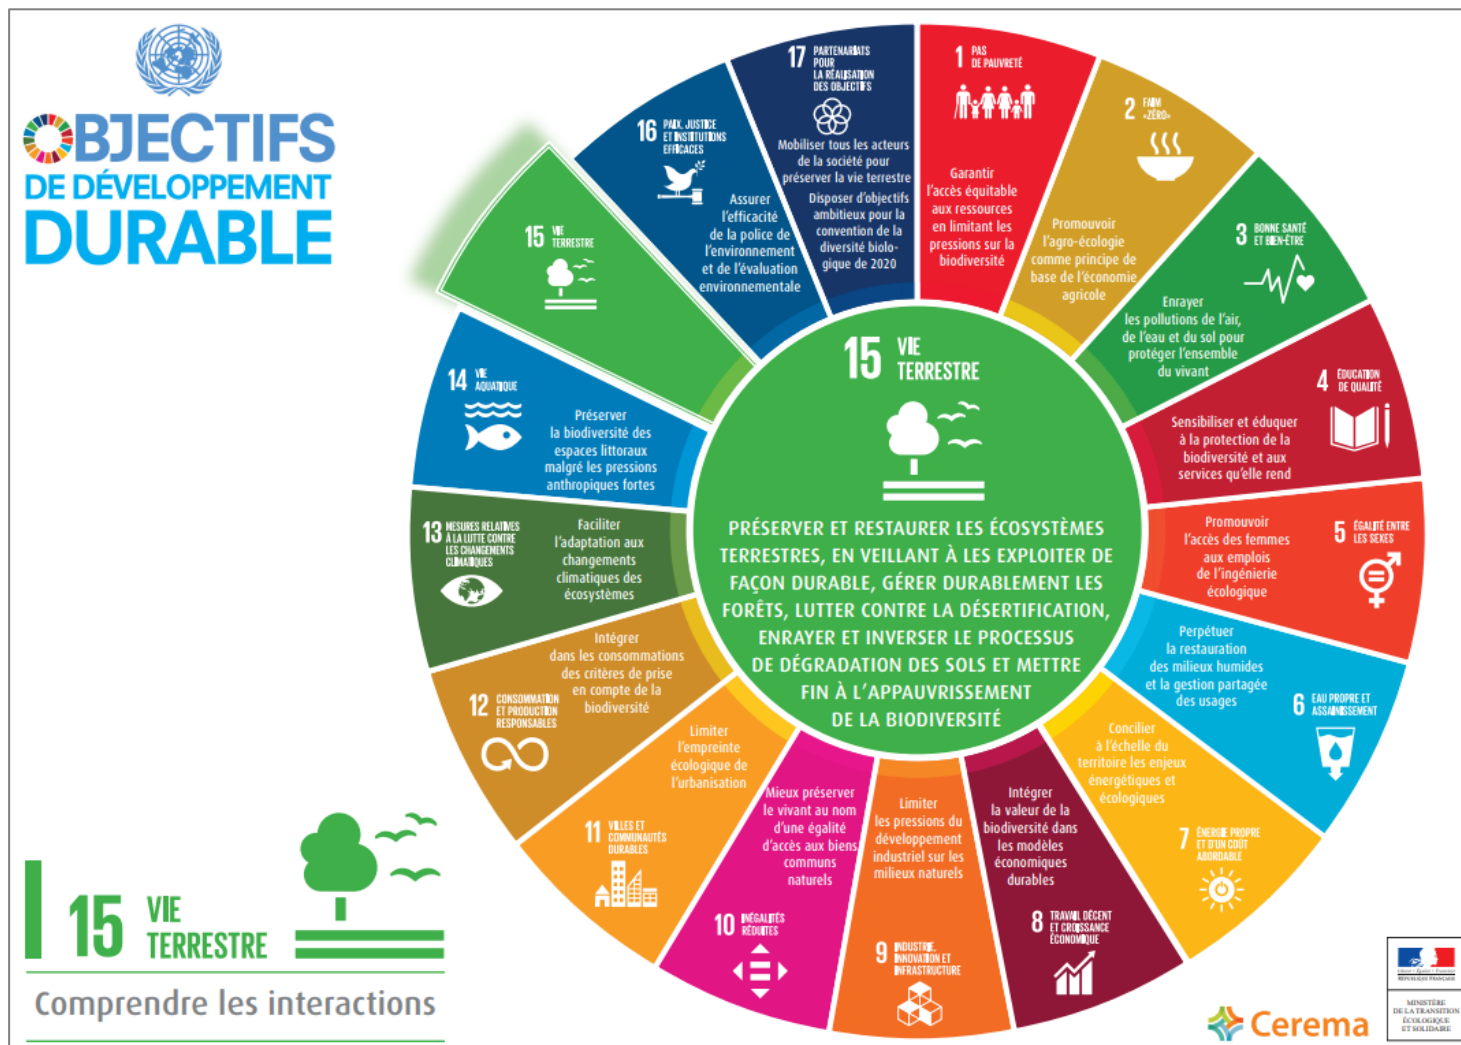 OBJECTIFS
DE DÉVELOPPEMENT
DURABLE
1 PAS
DE PAUVRETÉ
Garantir
l'accès équitable
aux ressources
en limitant les
pressions sur la
biodiversité
2 FAIM
«ZÉRO»
Promouvoir
l'agro-écologie
comme principe de
base de l'économie
agricole
3 BONNE SANTÉ
ET BIEN-ÊTRE
Enrayer
les pollutions de l'air,
de l'eau et du sol pour
protéger l'ensemble
du vivant
4 ÉDUCATION
DE QUALITÉ
Sensibiliser et éduquer
à la protection de la
biodiversité et aux
services qu'elle rend
5 ÉGALITÉ ENTRE
LES SEXES
Promouvoir
l'accès des femmes
aux emplois
de l'ingénierie
écologique
6 EAU PROPRE ET
ASSAINISSEMENT
Perpétuer
la restauration
des milieux humides
et la gestion partagée
des usages
7 ÉNERGIE PROPRE
ET D'UN COÛT
ABORDABLE
Concilier
à l'échelle du
territoire les enjeux
énergétiques et
écologiques
8 TRAVAIL DÉCENT
ET CROISSANCE
ÉCONOMIQUE
Intégrer
la valeur de la
biodiversité dans
les modèles
économiques
durables
9 INDUSTRIE,
INNOVATION ET
INFRASTRUCTURE
Limiter
les pressions du
développement
industriel sur les
milieux naturels
10 INÉGALITÉS
RÉDUITES
Mieux préserver
le vivant au nom
d'une égalité
d'accès aux biens
communs
naturels
11 VILLES ET
COMMUNAUTÉS
DURABLES
Limiter
l'empreinte
écologique de
l'urbanisation
12 CONSOMMATION
ET PRODUCTION
RESPONSABLES
Intégrer
dans les consommations
des critères de prise
en compte de la
biodiversité
13 MESURES RELATIVES
À LA LUTTE CONTRE
LES CHANGEMENTS
CLIMATIQUES
Faciliter
l'adaptation aux
changements
climatiques des
écosystèmes
14 VIE
AQUATIQUE
Préserver
la biodiversité des
espaces littoraux
malgré les pressions
anthropiques fortes
15 VIE
TERRESTRE
16 PAIX, JUSTICE
ET INSTITUTIONS
EFFICACES
Assurer
l'efficacité
de la police de
l'environnement
et de l'évaluation
environnementale
17 PARTENARIATS
POUR
LA RÉALISATION
DES OBJECTIFS
Mobiliser tous les acteurs
de la société pour
préserver la vie terrestre
Disposer d'objectifs
ambitieux pour la
convention de la
diversité biolo-
gique de 2020
15 VIE
TERRESTRE
PRÉSERVER ET RESTAURER LES ÉCOSYSTÈMES
TERRESTRES, EN VEILLANT À LES EXPLOITER DE
FAÇON DURABLE, GÉRER DURABLEMENT LES
FORÊTS, LUTTER CONTRE LA DÉSERTIFICATION,
ENRAYER ET INVERSER LE PROCESSUS
DE DÉGRADATION DES SOLS ET METTRE
FIN À L'APPAUVRISSEMENT
DE LA BIODIVERSITÉ
15 VIE
TERRESTRE
Comprendre les interactions
Cerema
Liberté • Égalité • Fraternité
RÉPUBLIQUE FRANÇAISE
MINISTÈRE
DE LA TRANSITION
ÉCOLOGIQUE
ET SOLIDAIRE